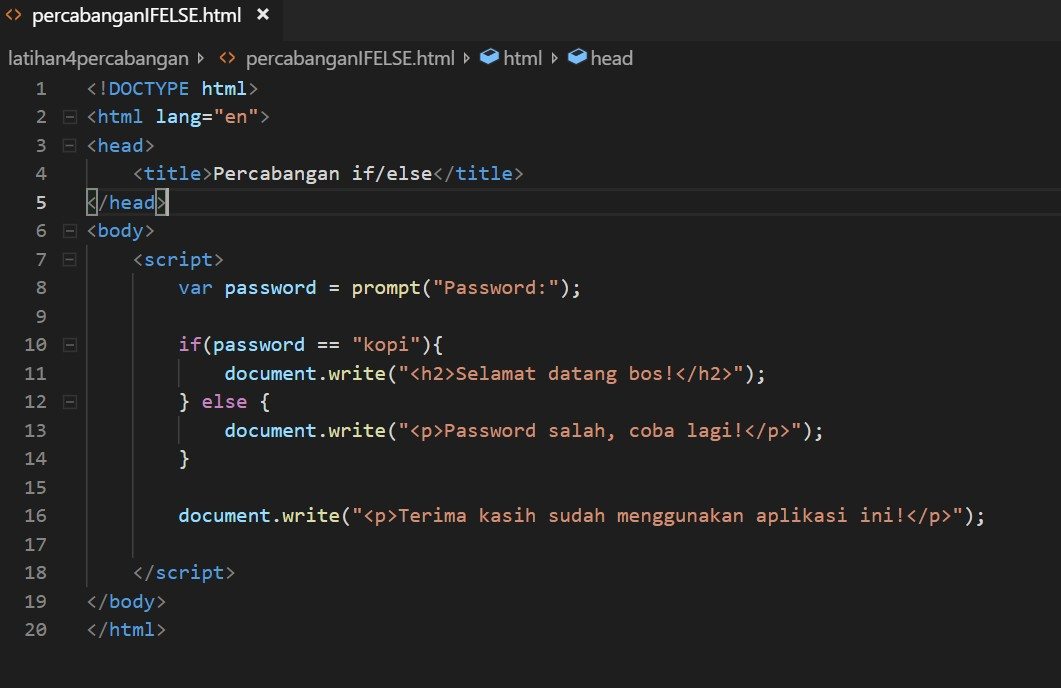 percabanganIFELSE.html ×
latihan4percabangan > <> percabanganIFELSE.html > html > head
1 <!DOCTYPE html>
2 <html lang="en">
3 <head>
4 <title>Percabangan if/else</title>
5 </head>
6 <body>
7 <script>
8 var password = prompt("Password:");
9
10 if(password == "kopi"){
11 document.write("<h2>Selamat datang bos!</h2>");
12 } else {
13 document.write("<p>Password salah, coba lagi!</p>");
14 }
15
16 document.write("<p>Terima kasih sudah menggunakan aplikasi ini!</p>");
17
18 </script>
19 </body>
20 </html>